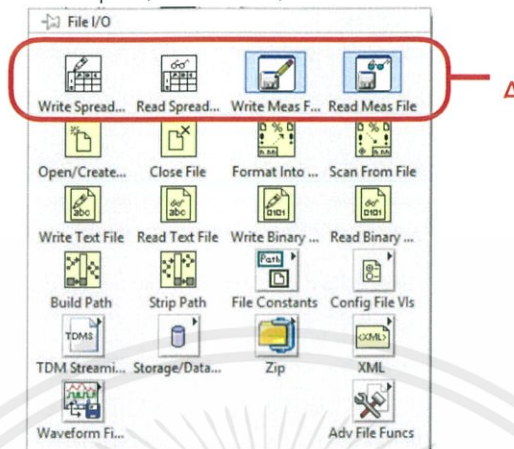 File I/O
Write Spread... Read Spread... Write Meas F... Read Meas File
Open/Create... Close File Format Into ... Scan From File
Write Text File Read Text File Write Binary ... Read Binary ...
Build Path Strip Path File Constants Config File VIs
TDM Streami... Storage/Data... Zip XML
Waveform Fi... Adv File Funcs